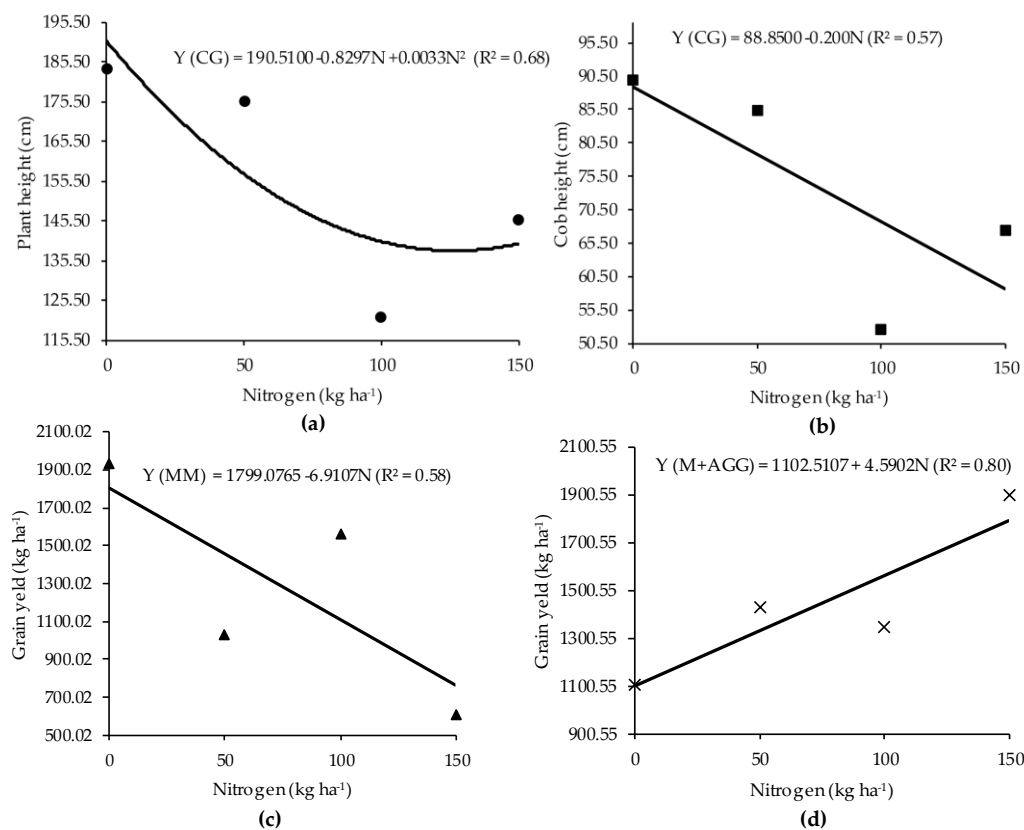 195.50
185.50
175.50
165.50
155.50
145.50
135.50
125.50
115.50
Plant height (cm)
Y (CG) = 190.5100 -0.8297N +0.0033N² (R² = 0.68)
0 50 100 150
Nitrogen (kg ha⁻¹)
(a)
95.50
90.50
85.50
80.50
75.50
70.50
65.50
60.50
55.50
50.50
Cob height (cm)
Y (CG) = 88.8500 -0.200N (R² = 0.57)
0 50 100 150
Nitrogen (kg ha⁻¹)
(b)
2100.02
1900.02
1700.02
1500.02
1300.02
1100.02
900.02
700.02
500.02
Grain yeld (kg ha⁻¹)
Y (MM) = 1799.0765 -6.9107N (R² = 0.58)
0 50 100 150
Nitrogen (kg ha⁻¹)
(c)
2100.55
1900.55
1700.55
1500.55
1300.55
1100.55
900.55
Grain yeld (kg ha⁻¹)
Y (M+AGG) = 1102.5107 + 4.5902N (R² = 0.80)
0 50 100 150
Nitrogen (kg ha⁻¹)
(d)